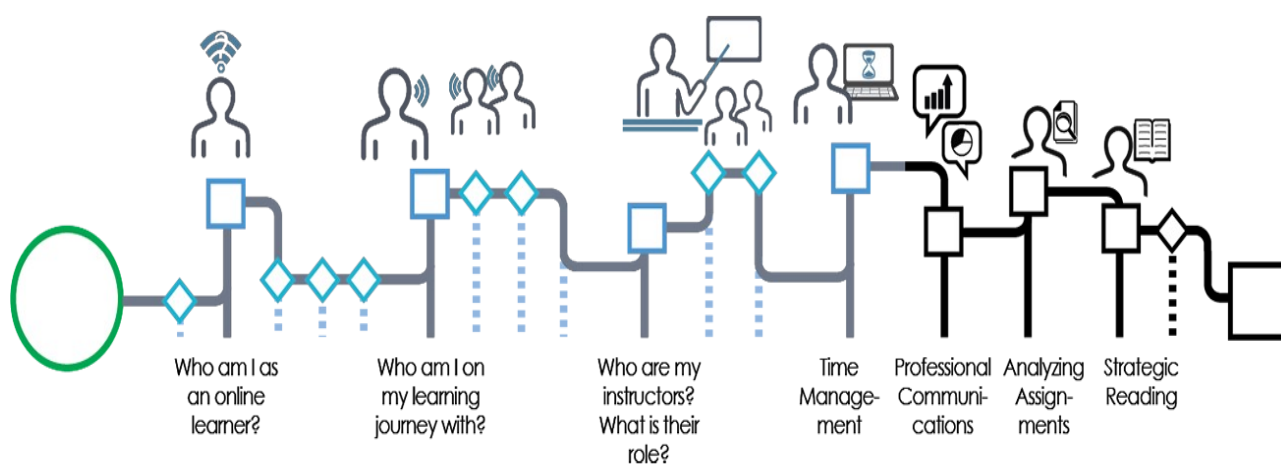 Who am I as
an online
learner?
Who am I on
my learning
journey with?
Who are my
instructors?
What is their
role?
Time
Manage-
ment
Professional
Communi-
cations
Analyzing
Assign-
ments
Strategic
Reading